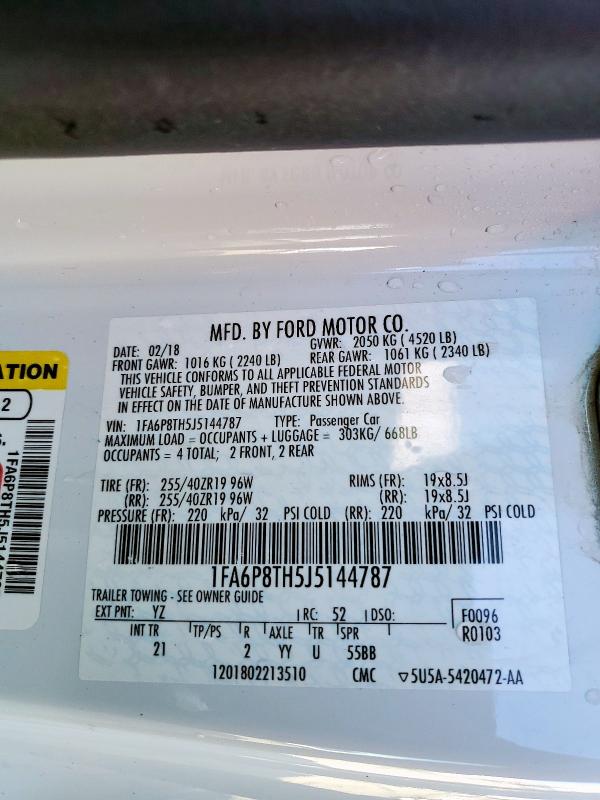 MFD. BY FORD MOTOR CO.
DATE: 02/18 GVWR: 2050 KG ( 4520 LB)
FRONT GAWR: 1016 KG ( 2240 LB) REAR GAWR: 1061 KG ( 2340 LB)
THIS VEHICLE CONFORMS TO ALL APPLICABLE FEDERAL MOTOR
VEHICLE SAFETY, BUMPER, AND THEFT PREVENTION STANDARDS
IN EFFECT ON THE DATE OF MANUFACTURE SHOWN ABOVE.
VIN: 1FA6P8TH5J5144787 TYPE: Passenger Car
MAXIMUM LOAD = OCCUPANTS + LUGGAGE = 303KG/ 668LB
OCCUPANTS = 4 TOTAL; 2 FRONT, 2 REAR
TIRE (FR): 255/40ZR19 96W RIMS (FR): 19x8.5J
(RR): 255/40ZR19 96W (RR): 19x8.5J
PRESSURE (FR): 220 kPa/ 32 PSI COLD (RR): 220 kPa/ 32 PSI COLD
1FA6P8TH5J5144787
TRAILER TOWING - SEE OWNER GUIDE
EXT PNT: YZ RC: 52 DSO: F0096
R0103
INT TR TP/PS R AXLE TR SPR
21 2 YY U 55BB
1201802213510 CMC ▽5U5A-5420472-AA
ATION
2
1FA6P8TH5J51447